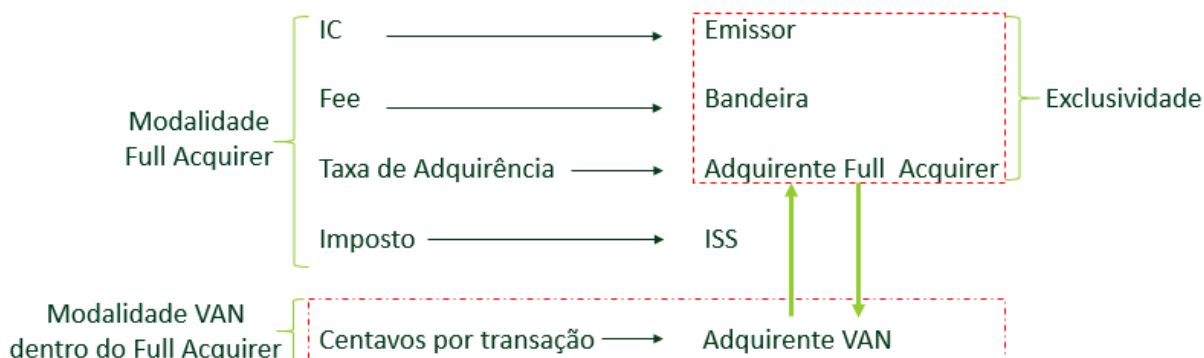 IC
Emissor
Fee
Bandeira
Exclusividade
Modalidade
Full Acquirer
Taxa de Adquirência
Adquirente Full Acquirer
Imposto
ISS
Modalidade VAN
dentro do Full Acquirer
Centavos por transação
Adquirente VAN